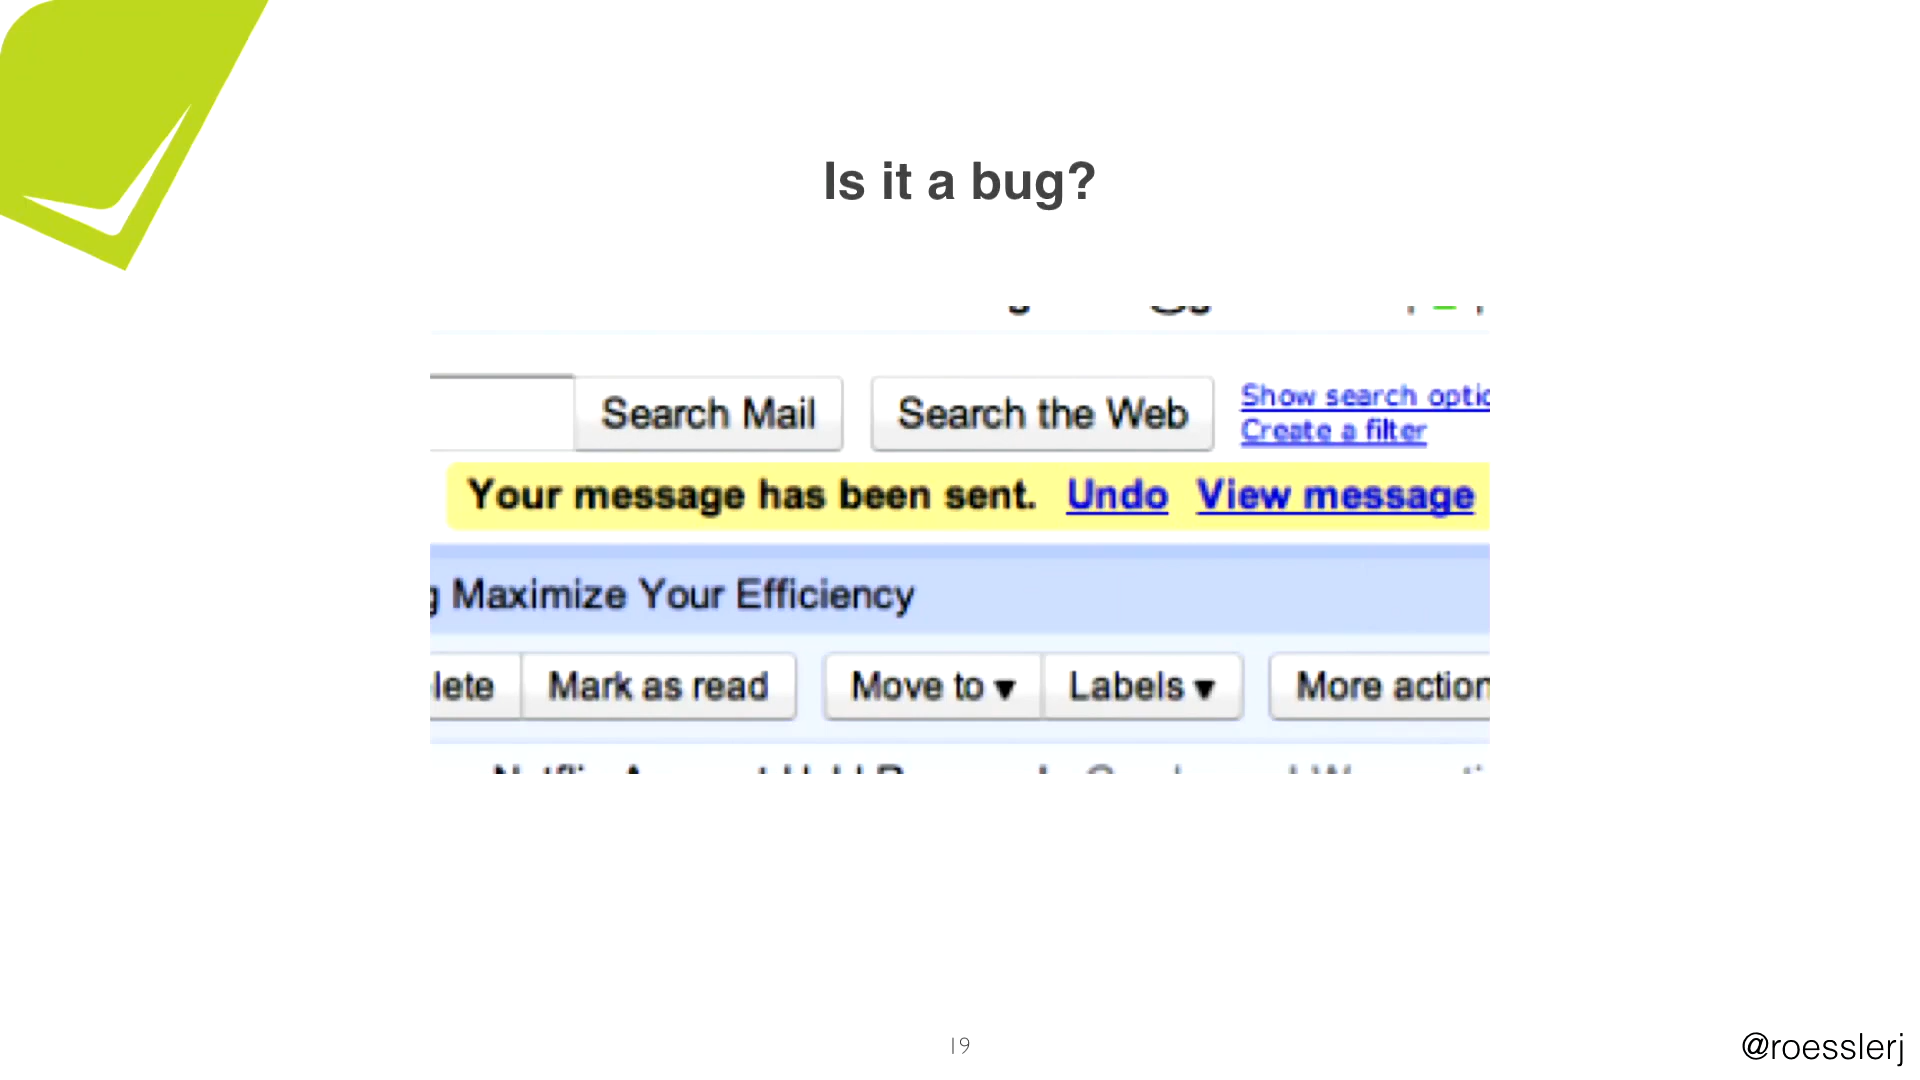 Is it a bug?
Search Mail Search the Web Show search optic
Create a filter
Your message has been sent. Undo View message
g Maximize Your Efficiency
lete Mark as read Move to ▼ Labels ▼ More action
19
@roesslerj